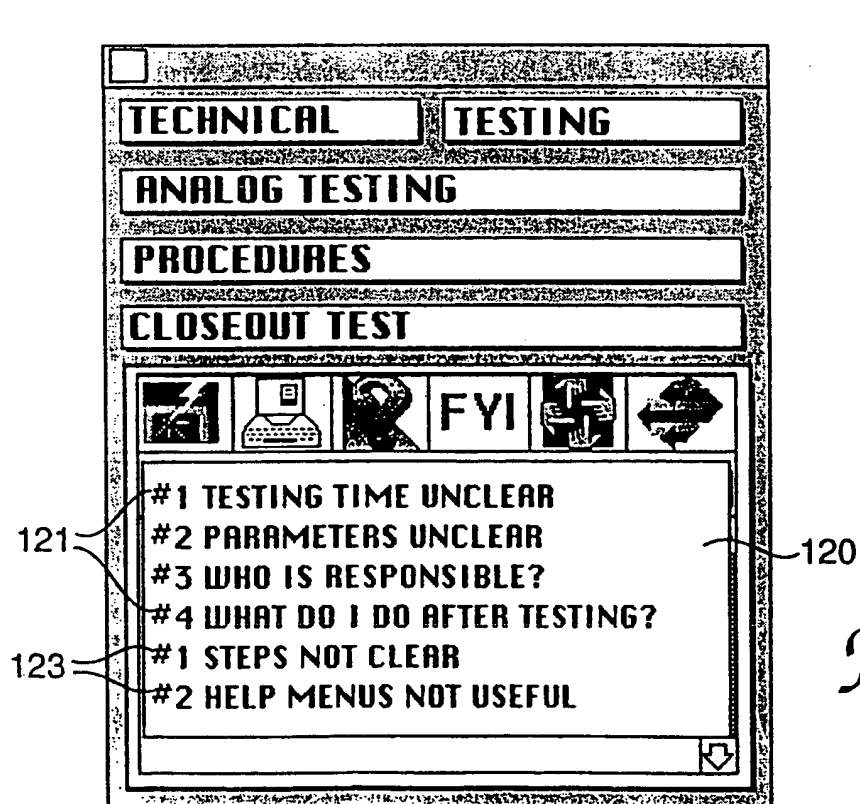 TECHNICAL TESTING
ANALOG TESTING
PROCEDURES
CLOSEOUT TEST
FYI
#1 TESTING TIME UNCLEAR
#2 PARAMETERS UNCLEAR
#3 WHO IS RESPONSIBLE?
#4 WHAT DO I DO AFTER TESTING?
#1 STEPS NOT CLEAR
#2 HELP MENUS NOT USEFUL
121
120
123